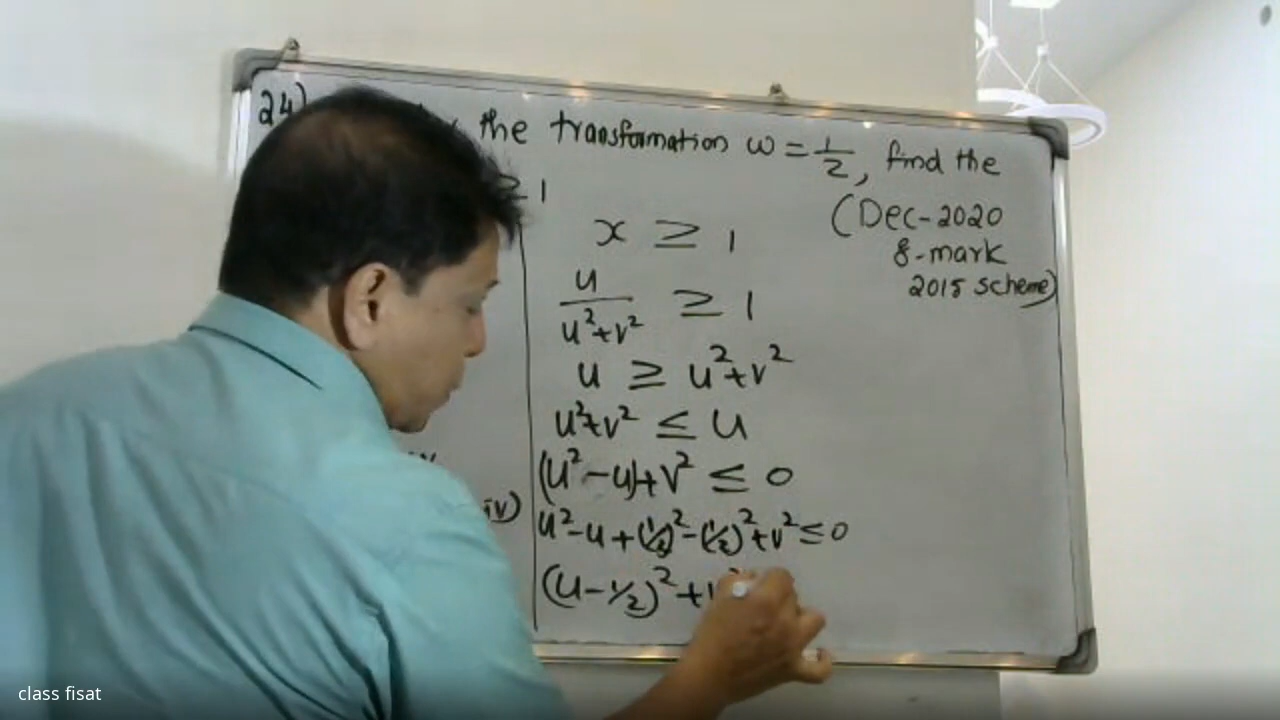 24) the transformation ω = 1/z, find the
≥ 1
(Dec-2020
8-mark
2015 scheme)
x ≥ 1
u/(u²+v²) ≥ 1
u ≥ u²+v²
u²+v² ≤ u
(u²-u)+v² ≤ 0
iv)
u²-u+(1/2)²-(1/2)²+v² ≤ 0
(u-1/2)²+v²
class fisat